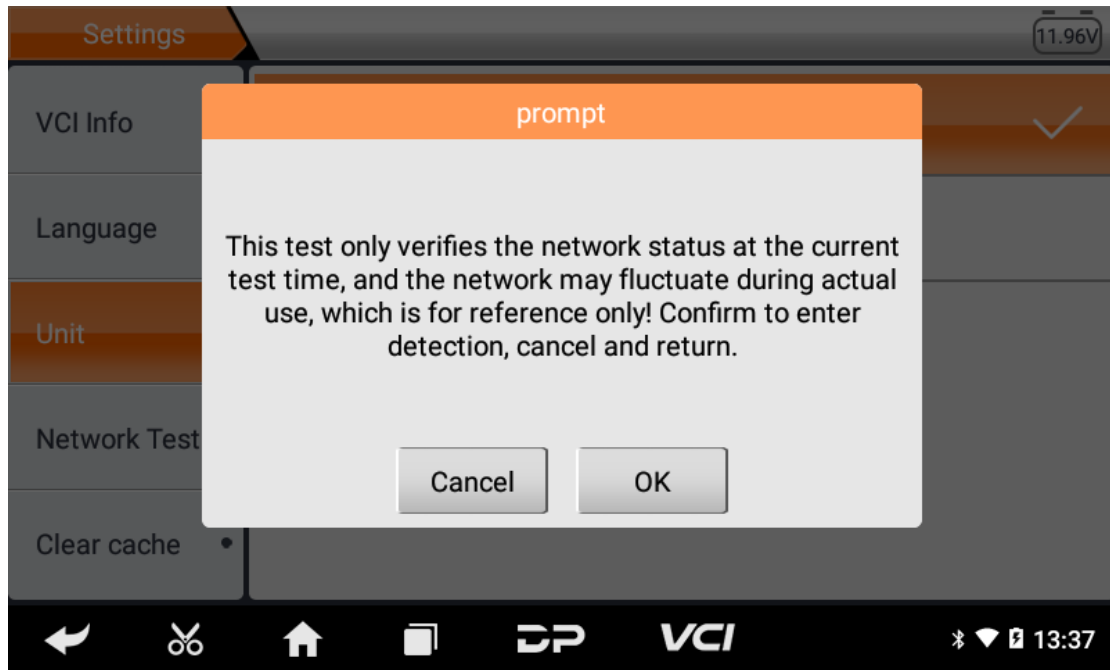 Settings
11.96V
VCI Info
prompt
Language
This test only verifies the network status at the current
test time, and the network may fluctuate during actual
use, which is for reference only! Confirm to enter
detection, cancel and return.
Unit
Network Test
Cancel
OK
Clear cache
DP
VCI
13:37